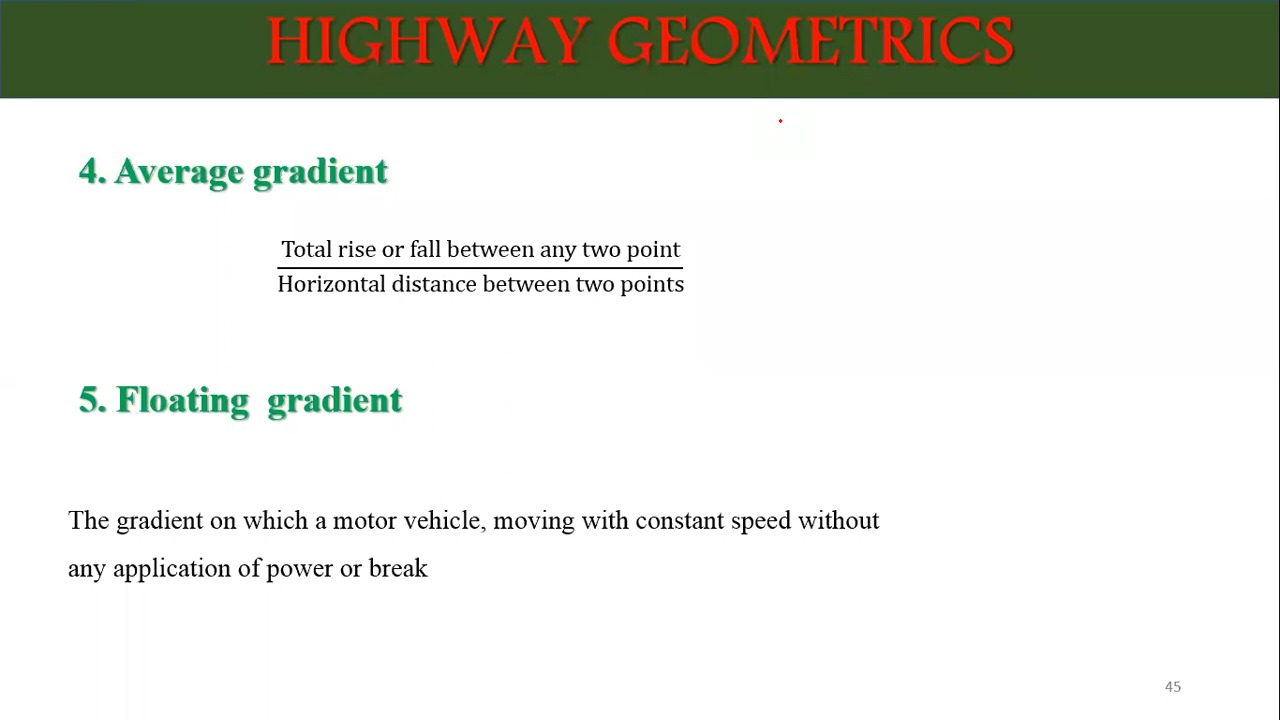 HIGHWAY GEOMETRICS
4. Average gradient
Total rise or fall between any two point
Horizontal distance between two points
5. Floating gradient
The gradient on which a motor vehicle, moving with constant speed without
any application of power or break
45